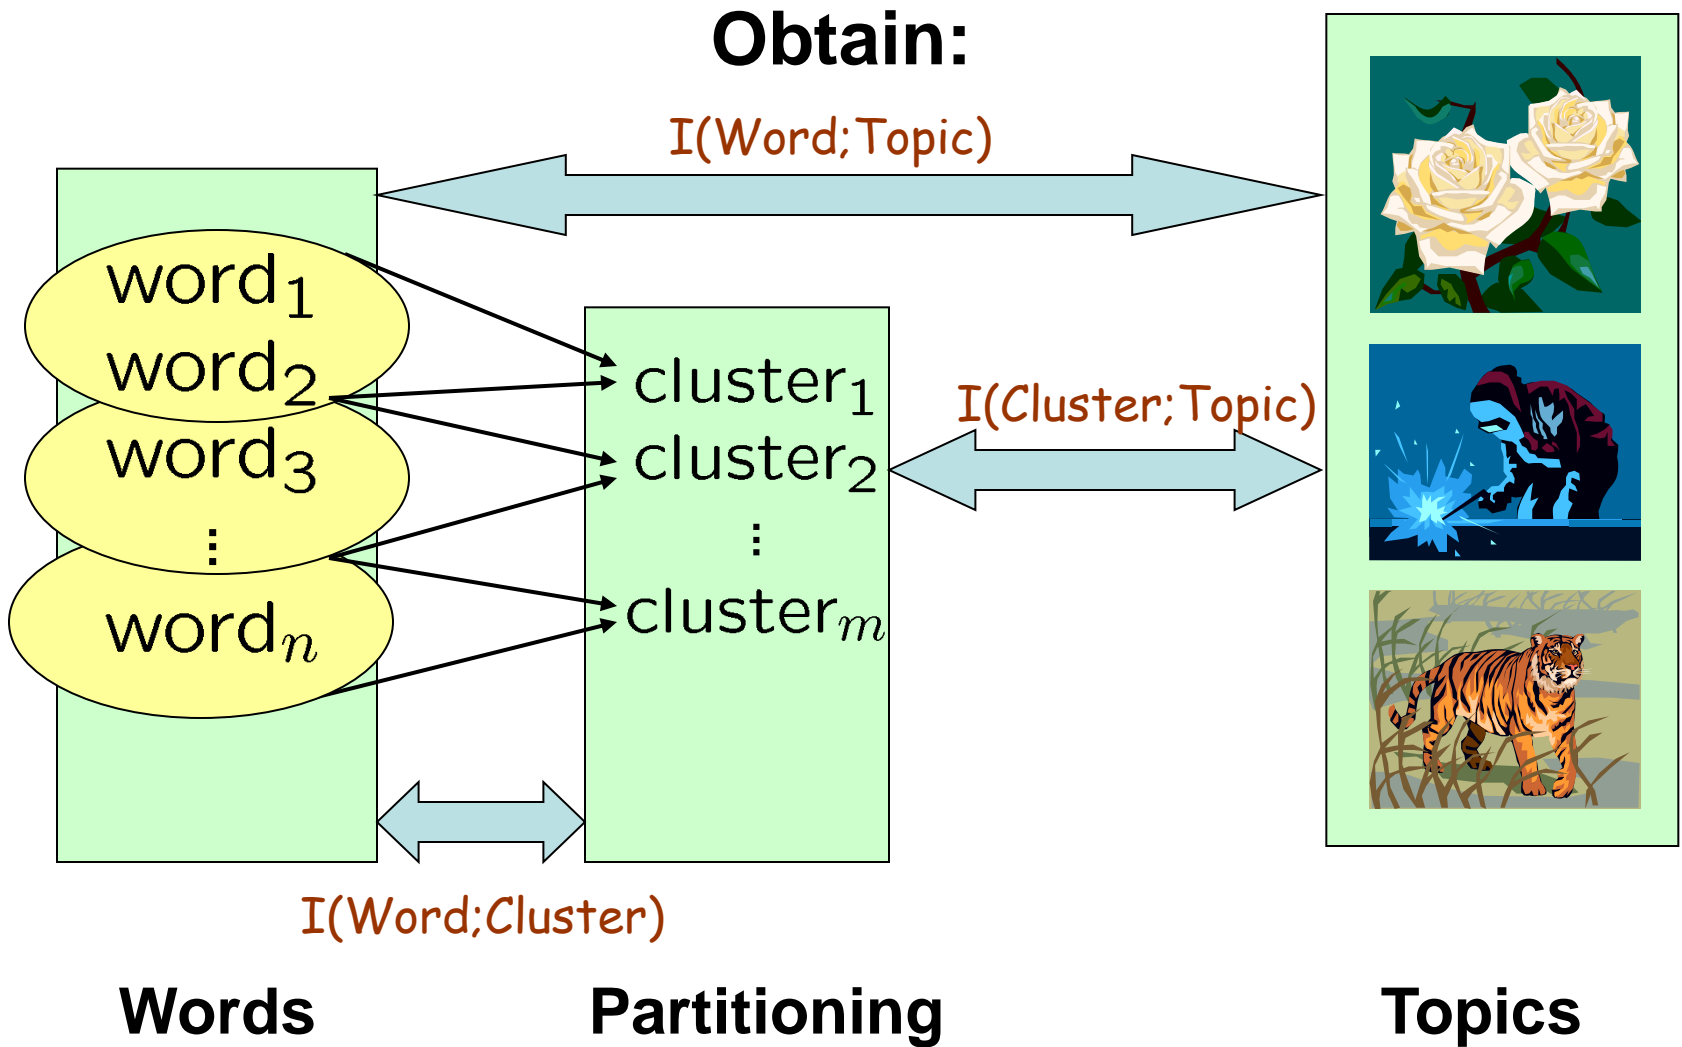 Obtain:
I(Word;Topic)
word1
word2
word3
⋮
wordn
cluster1
cluster2
⋮
clusterm
I(Cluster;Topic)
I(Word;Cluster)
Words
Partitioning
Topics